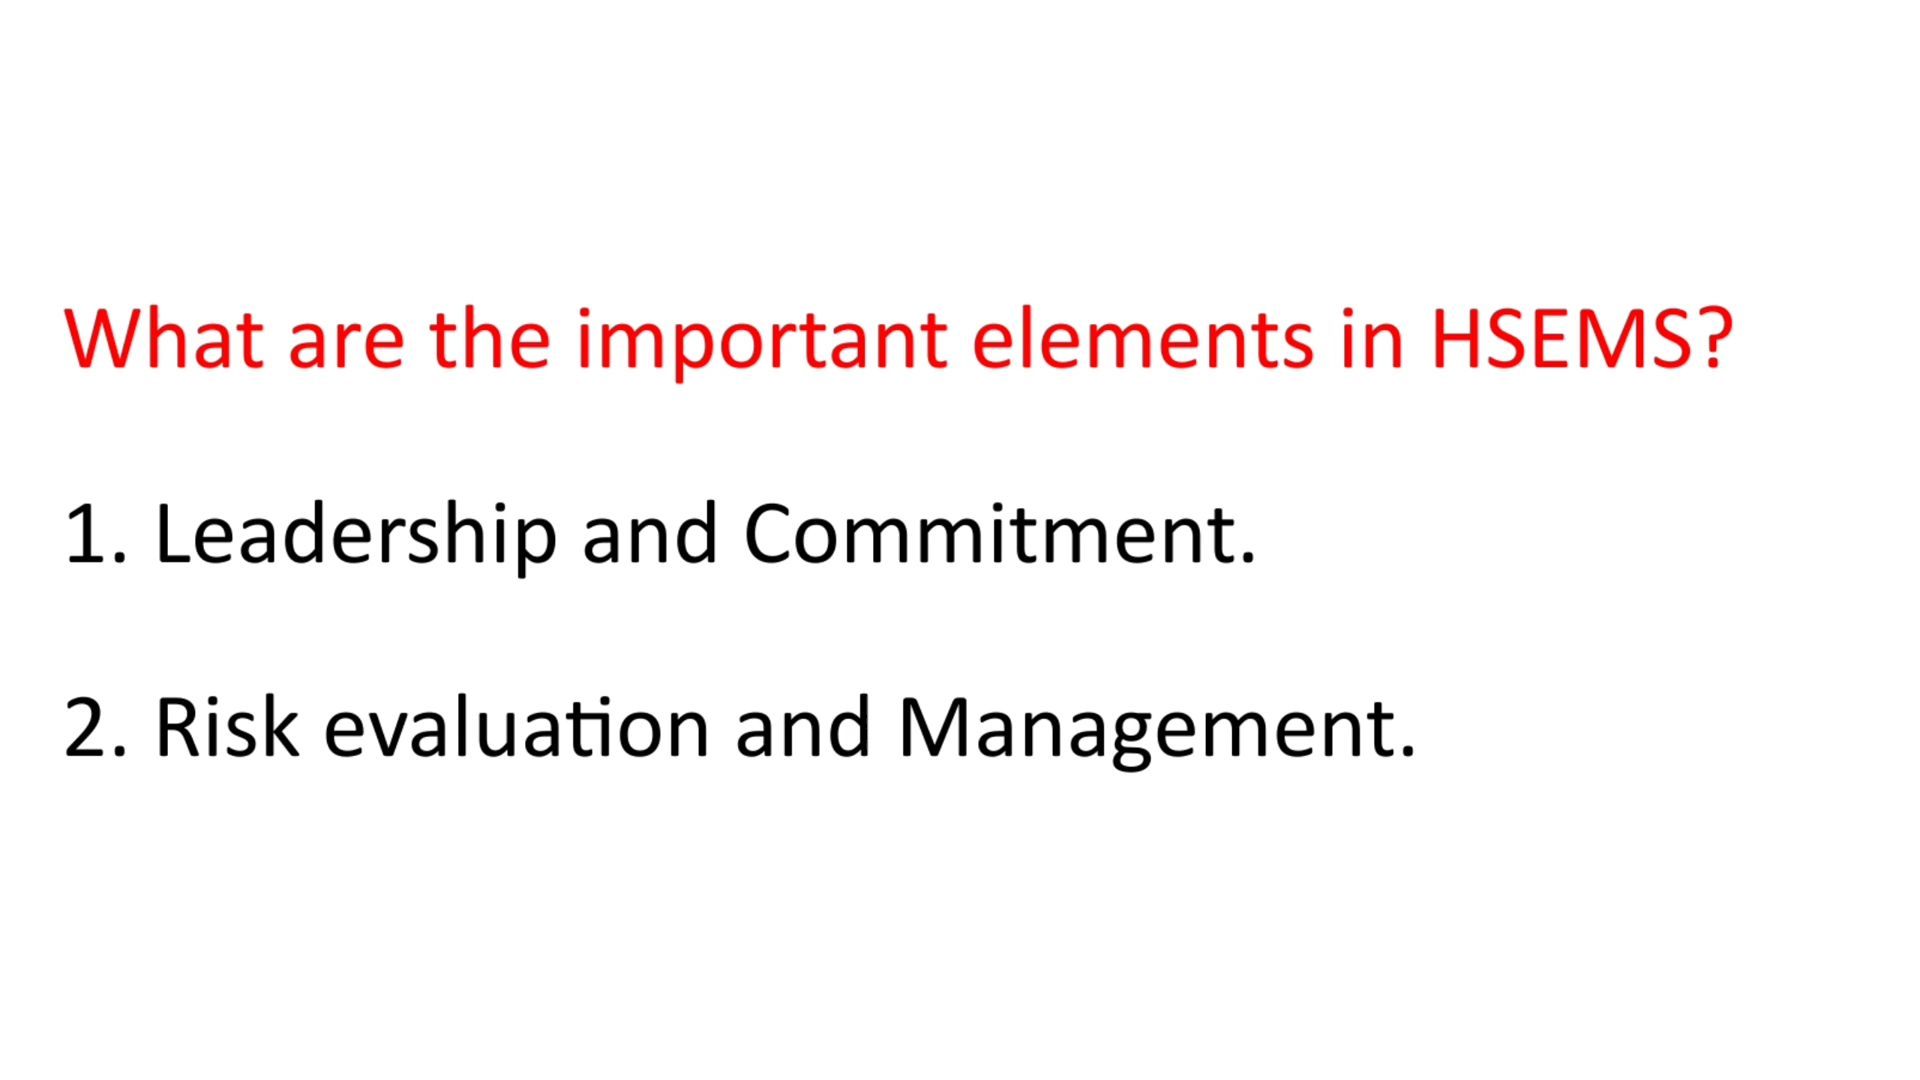 What are the important elements in HSEMS?
1. Leadership and Commitment.
2. Risk evaluation and Management.